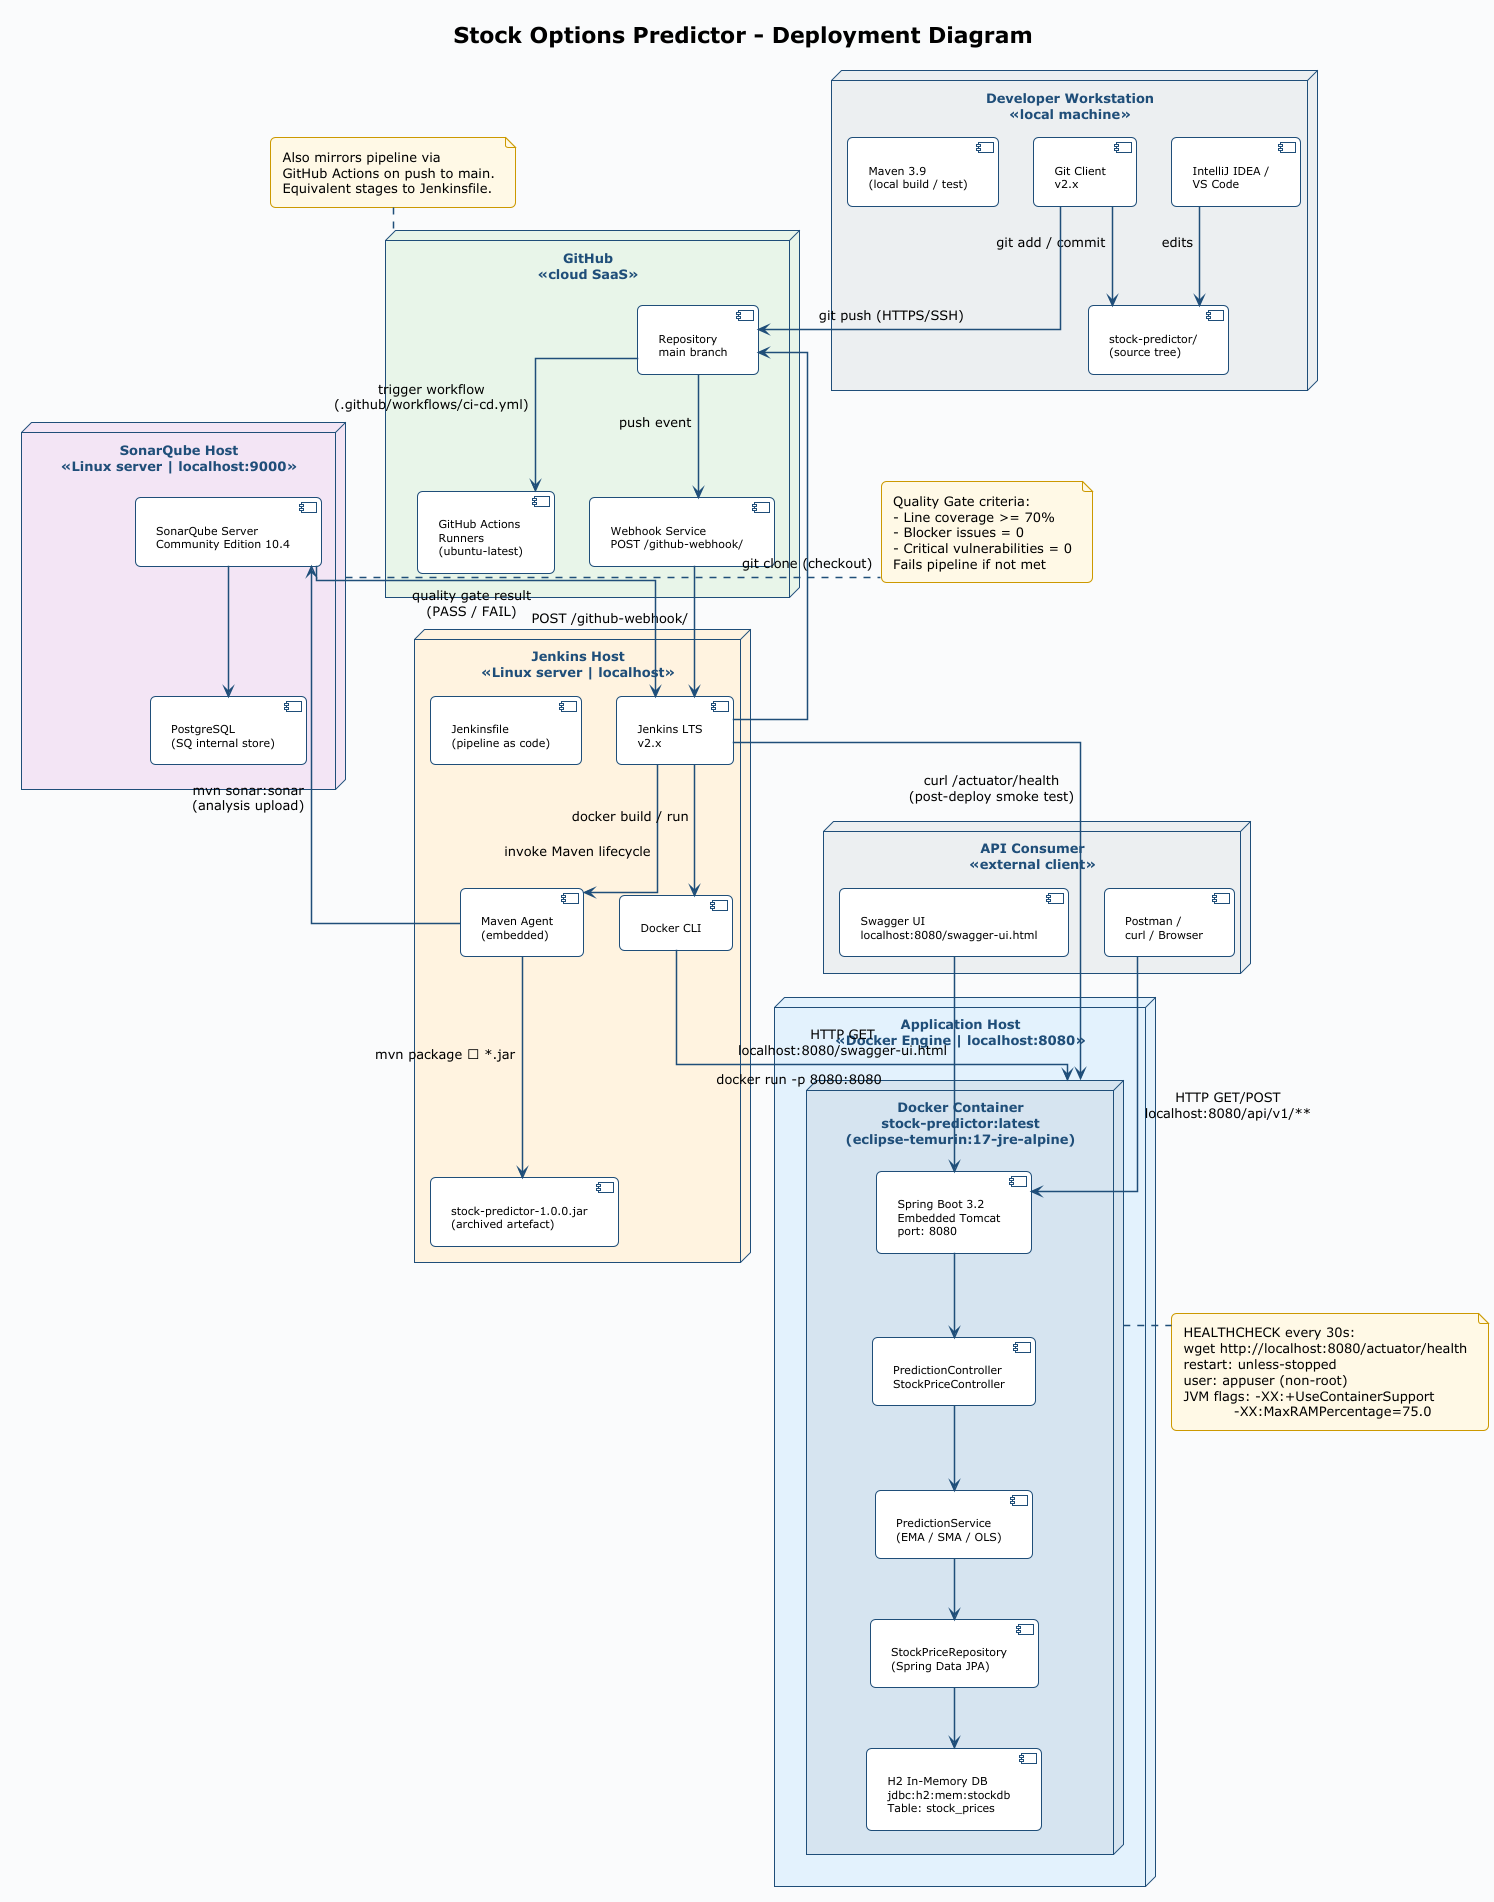 Stock Options Predictor – Deployment Diagram
Developer Workstation
«local machine»
Maven 3.9
(local build / test)
Git Client
v2.x
IntelliJ IDEA /
VS Code
git add / commit
edits
stock-predictor/
(source tree)
Also mirrors pipeline via
GitHub Actions on push to main.
Equivalent stages to Jenkinsfile.
GitHub
«cloud SaaS»
git push (HTTPS/SSH)
Repository
main branch
trigger workflow
(.github/workflows/ci-cd.yml)
push event
GitHub Actions
Runners
(ubuntu-latest)
Webhook Service
POST /github-webhook/
SonarQube Host
«Linux server | localhost:9000»
SonarQube Server
Community Edition 10.4
PostgreSQL
(SQ internal store)
Quality Gate criteria:
- Line coverage >= 70%
- Blocker issues = 0
- Critical vulnerabilities = 0
Fails pipeline if not met
git clone (checkout)
quality gate result
(PASS / FAIL)
POST /github-webhook/
Jenkins Host
«Linux server | localhost»
Jenkinsfile
(pipeline as code)
Jenkins LTS
v2.x
mvn sonar:sonar
(analysis upload)
docker build / run
invoke Maven lifecycle
curl /actuator/health
(post-deploy smoke test)
Maven Agent
(embedded)
Docker CLI
mvn package □ *.jar
stock-predictor-1.0.0.jar
(archived artefact)
API Consumer
«external client»
Swagger UI
localhost:8080/swagger-ui.html
Postman /
curl / Browser
Application Host
«Docker Engine | localhost:8080»
HTTP GET
localhost:8080/swagger-ui.html
docker run -p 8080:8080
HTTP GET/POST
localhost:8080/api/v1/**
Docker Container
stock-predictor:latest
(eclipse-temurin:17-jre-alpine)
Spring Boot 3.2
Embedded Tomcat
port: 8080
PredictionController
StockPriceController
HEALTHCHECK every 30s:
wget http://localhost:8080/actuator/health
restart: unless-stopped
user: appuser (non-root)
JVM flags: -XX:+UseContainerSupport
-XX:MaxRAMPercentage=75.0
PredictionService
(EMA / SMA / OLS)
StockPriceRepository
(Spring Data JPA)
H2 In-Memory DB
jdbc:h2:mem:stockdb
Table: stock_prices